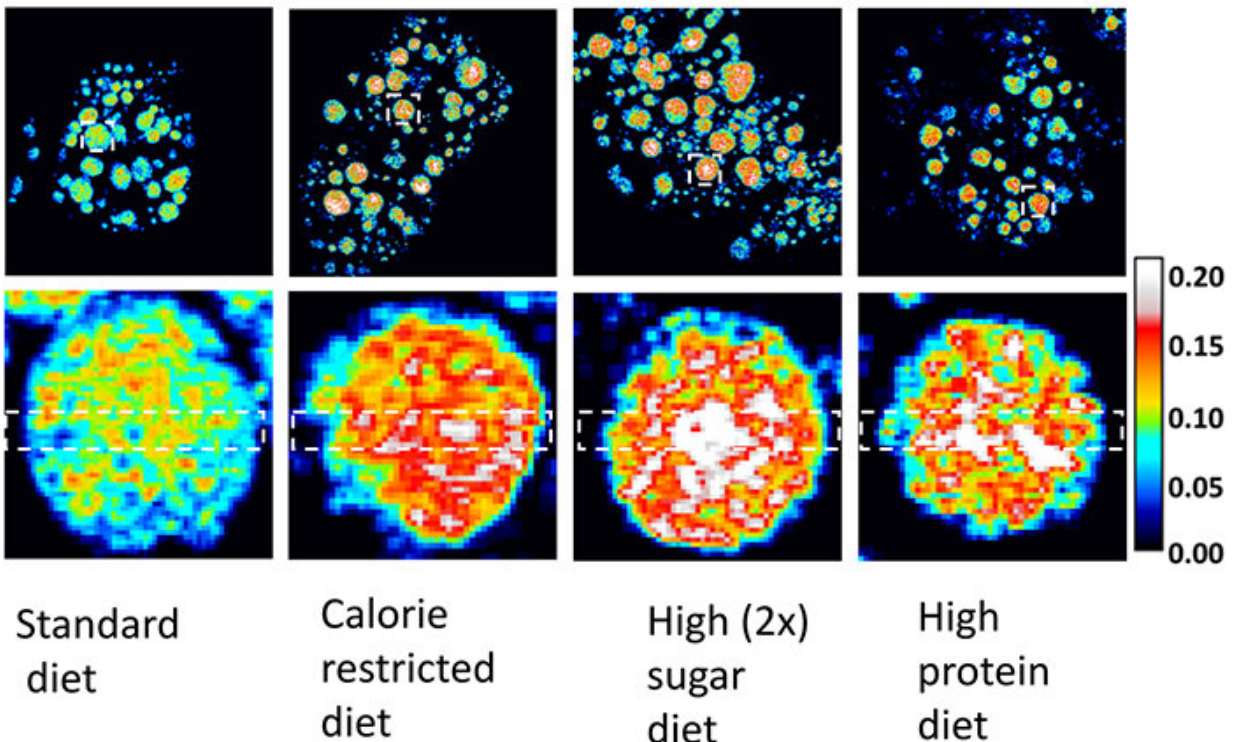 0.20
0.15
0.10
0.05
0.00
Standard
diet
Calorie
restricted
diet
High (2x)
sugar
diet
High
protein
diet